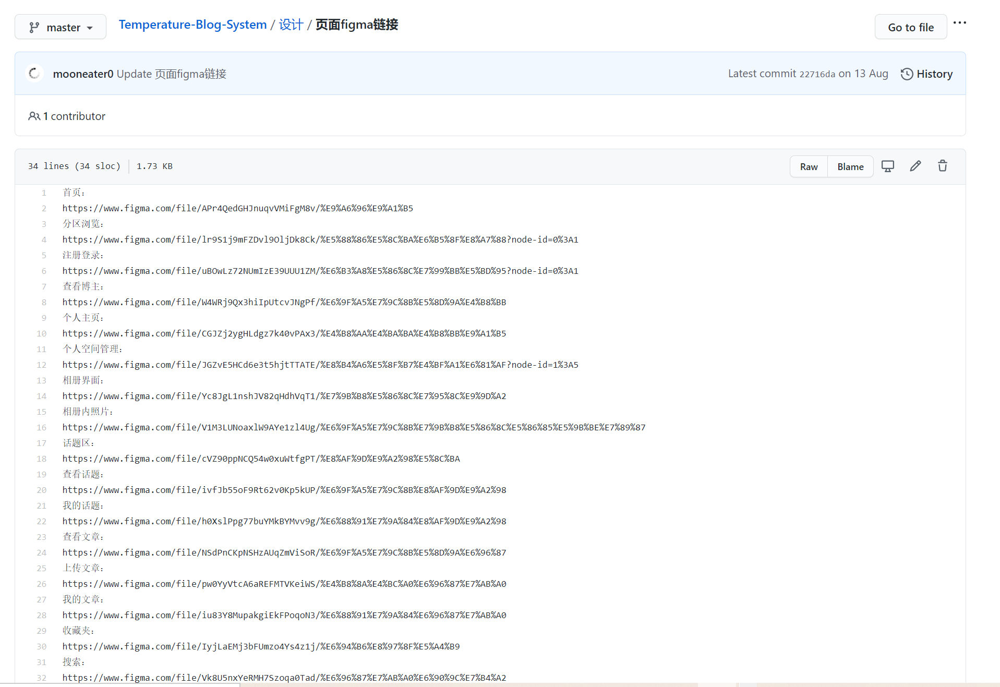 master
Temperature-Blog-System / 设计 / 页面figma链接
Go to file
mooneater0 Update 页面figma链接
Latest commit 22716da on 13 Aug
History
1 contributor
34 lines (34 sloc) 1.73 KB
Raw
Blame
1 首页：
2 https://www.figma.com/file/APr4QedGHJnuqvVMiFgM8v/%E9%A6%96%E9%A1%B5
3 分区浏览：
4 https://www.figma.com/file/lr9S1j9mFZDvl9OljDk8Ck/%E5%88%86%E5%8C%BA%E6%B5%8F%E8%A7%88?node-id=0%3A1
5 注册登录：
6 https://www.figma.com/file/uBOwLz72NUmIzE39UUU1ZM/%E6%B3%A8%E5%86%8C%E7%99%BB%E5%BD%95?node-id=0%3A1
7 查看博主：
8 https://www.figma.com/file/W4WRj9Qx3hiIpUtcvJNgPf/%E6%9F%A5%E7%9C%8B%E5%8D%9A%E4%B8%BB
9 个人主页：
10 https://www.figma.com/file/CGJZj2ygHLdgz7k40vPAx3/%E4%B8%AA%E4%BA%BA%E4%B8%BB%E9%A1%B5
11 个人空间管理：
12 https://www.figma.com/file/JGZvE5HCd6e3t5hjtTTATE/%E8%B4%A6%E5%8F%B7%E4%BF%A1%E6%81%AF?node-id=1%3A5
13 相册界面：
14 https://www.figma.com/file/Yc8JgL1nshJV82qHdhVqT1/%E7%9B%B8%E5%86%8C%E7%95%8C%E9%9D%A2
15 相册内照片：
16 https://www.figma.com/file/V1M3LUNoaxlW9AYe1zl4Ug/%E6%9F%A5%E7%9C%8B%E7%9B%B8%E5%86%8C%E5%86%85%E5%9B%BE%E7%89%87
17 话题区：
18 https://www.figma.com/file/cVZ90ppNCQ54w0xuWtfgPT/%E8%AF%9D%E9%A2%98%E5%8C%BA
19 查看话题：
20 https://www.figma.com/file/ivfJb55oF9Rt62v0Kp5kUP/%E6%9F%A5%E7%9C%8B%E8%AF%9D%E9%A2%98
21 我的话题：
22 https://www.figma.com/file/h0XslPpg77buYMkBYMvv9g/%E6%88%91%E7%9A%84%E8%AF%9D%E9%A2%98
23 查看文章：
24 https://www.figma.com/file/NSdPnCKpNSHzAUqZmViSoR/%E6%9F%A5%E7%9C%8B%E5%8D%9A%E6%96%87
25 上传文章：
26 https://www.figma.com/file/pw0YyVtcA6aREFMTVKeiWS/%E4%B8%8A%E4%BC%A0%E6%96%87%E7%AB%A0
27 我的文章：
28 https://www.figma.com/file/iu83Y8MupakgiEkFPoqoN3/%E6%88%91%E7%9A%84%E6%96%87%E7%AB%A0
29 收藏夹：
30 https://www.figma.com/file/IyjLaEMj3bFUmzo4Ys4z1j/%E6%94%B6%E8%97%8F%E5%A4%B9
31 搜索：
32 https://www.figma.com/file/Vk8U5nxYeRMH7Szoqa0Tad/%E6%96%87%E7%AB%A0%E6%90%9C%E7%B4%A2